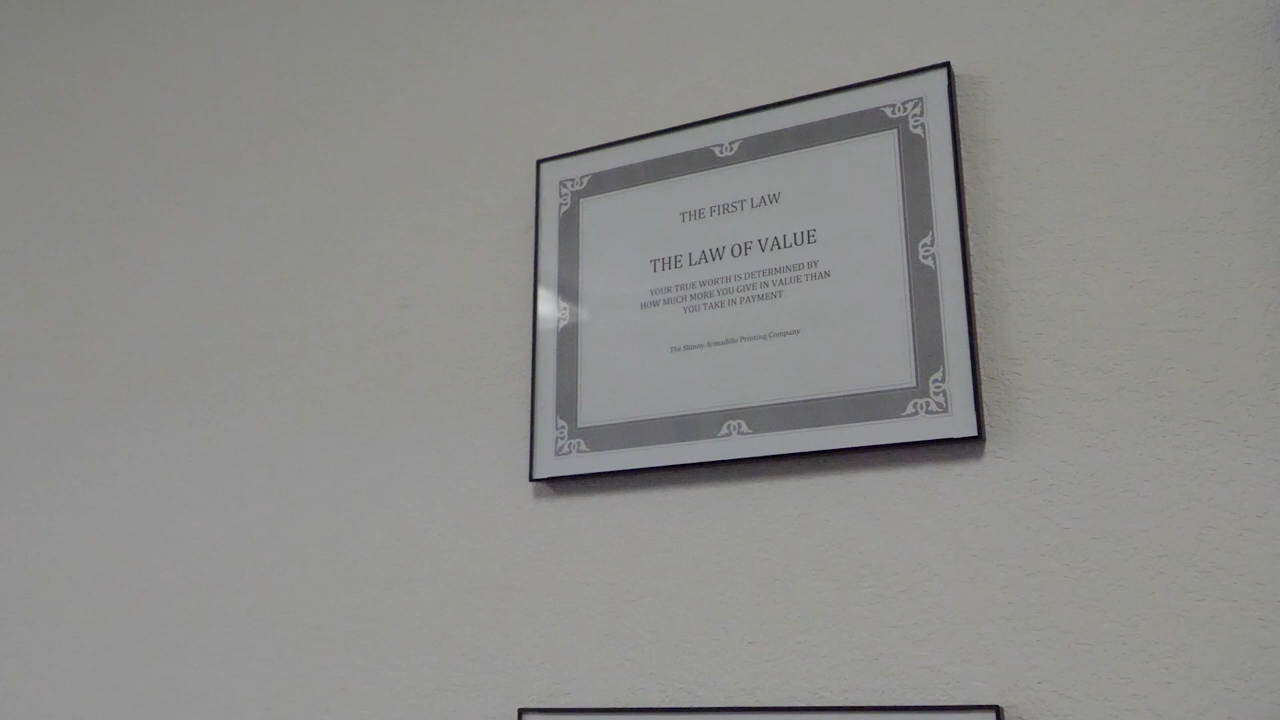 THE FIRST LAW
THE LAW OF VALUE
YOUR TRUE WORTH IS DETERMINED BY
HOW MUCH MORE YOU GIVE IN VALUE THAN
YOU TAKE IN PAYMENT
The Skinny Armadillo Printing Company